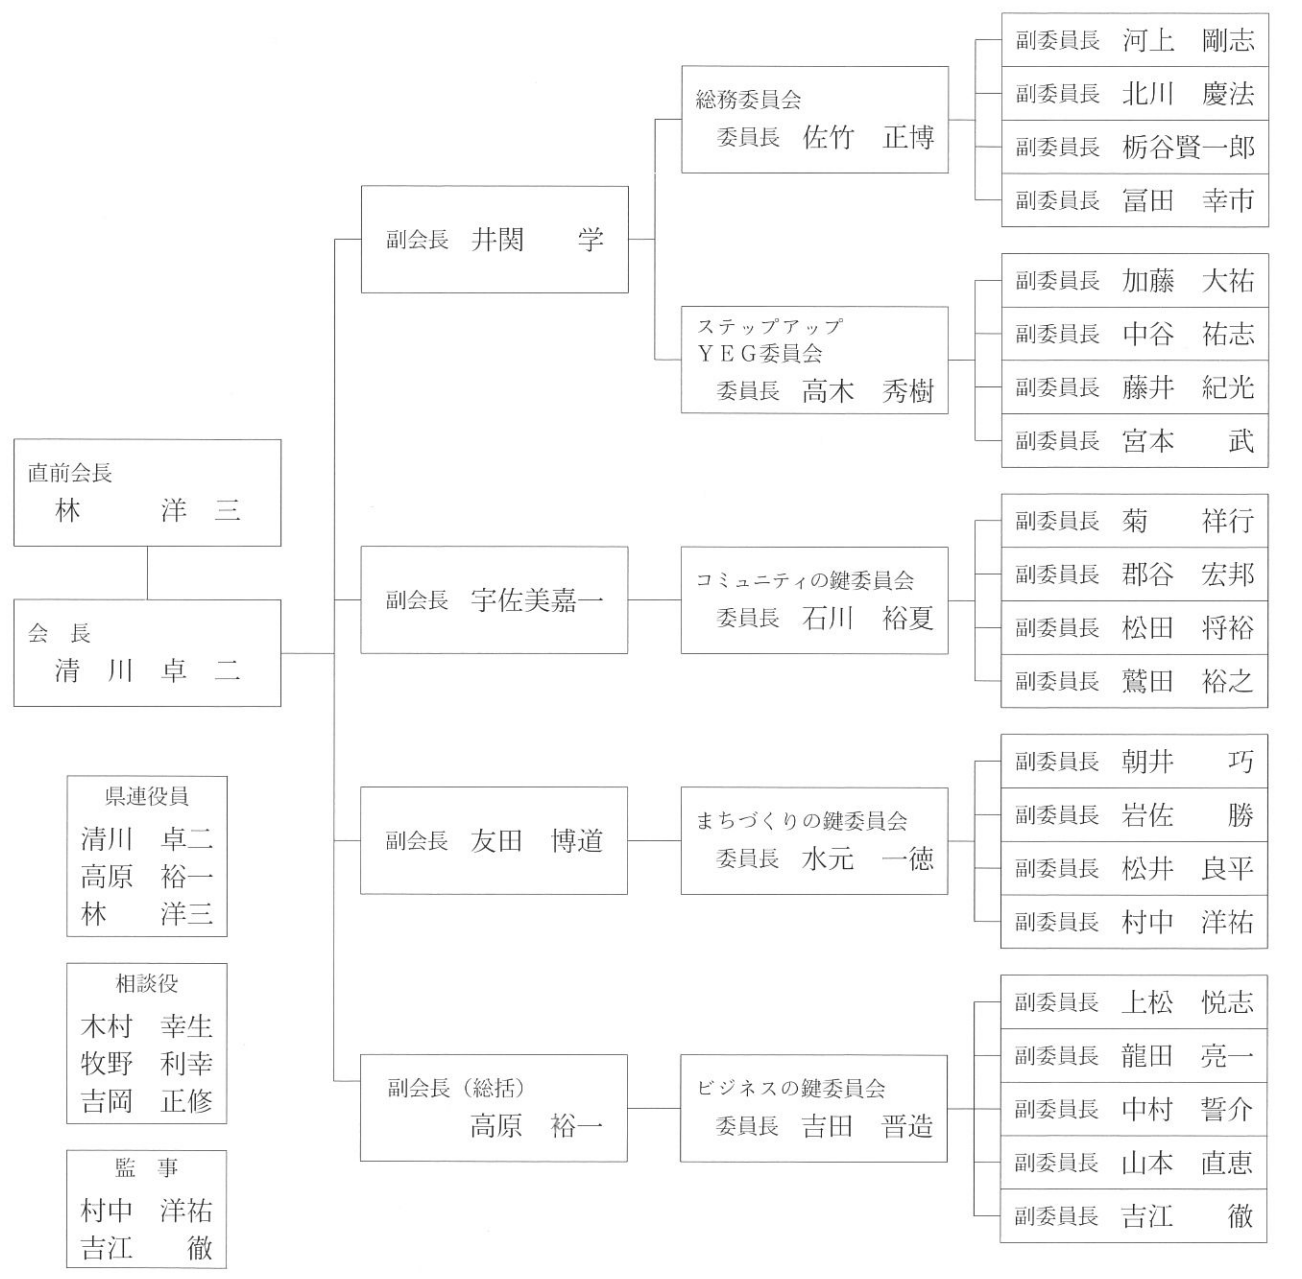 直前会長
林　　　洋　三
会　長
清　川　卓　二
県連役員
清川　卓二
高原　裕一
林　　洋三
相談役
木村　幸生
牧野　利幸
吉岡　正修
監　事
村中　洋祐
吉江　　徹
副会長　井関　　学
総務委員会
委員長　佐竹　正博
副委員長　河上　剛志
副委員長　北川　慶法
副委員長　栃谷賢一郎
副委員長　冨田　幸市
ステップアップ
ＹＥＧ委員会
委員長　高木　秀樹
副委員長　加藤　大祐
副委員長　中谷　祐志
副委員長　藤井　紀光
副委員長　宮本　　武
副会長　宇佐美嘉一
コミュニティの鍵委員会
委員長　石川　裕夏
副委員長　菊　　祥行
副委員長　郡谷　宏邦
副委員長　松田　将裕
副委員長　鷲田　裕之
副会長　友田　博道
まちづくりの鍵委員会
委員長　水元　一徳
副委員長　朝井　　巧
副委員長　岩佐　　勝
副委員長　松井　良平
副委員長　村中　洋祐
副会長（総括）
高原　裕一
ビジネスの鍵委員会
委員長　吉田　晋造
副委員長　上松　悦志
副委員長　龍田　亮一
副委員長　中村　誓介
副委員長　山本　直恵
副委員長　吉江　　徹